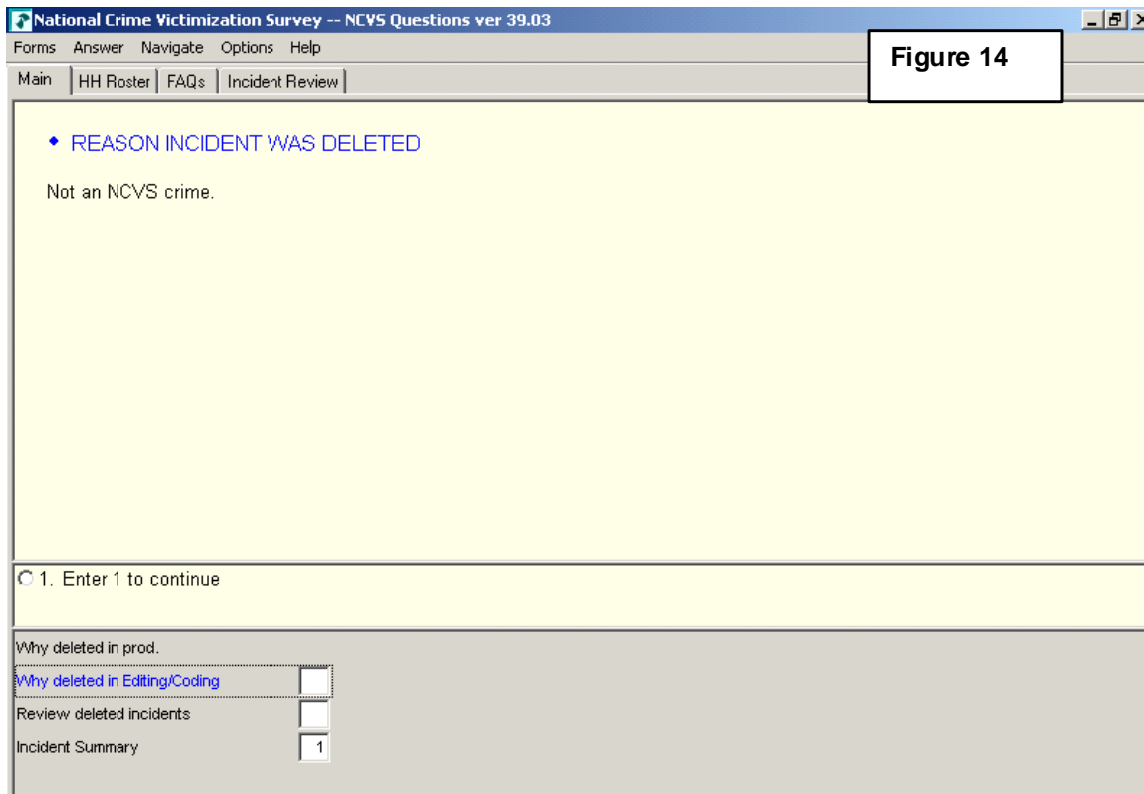 National Crime Victimization Survey -- NCVS Questions ver 39.03
Forms Answer Navigate Options Help
Figure 14
Main HH Roster FAQs Incident Review
REASON INCIDENT WAS DELETED
Not an NCVS crime.
1. Enter 1 to continue
Why deleted in prod.
Why deleted in Editing/Coding
Review deleted incidents
Incident Summary 1